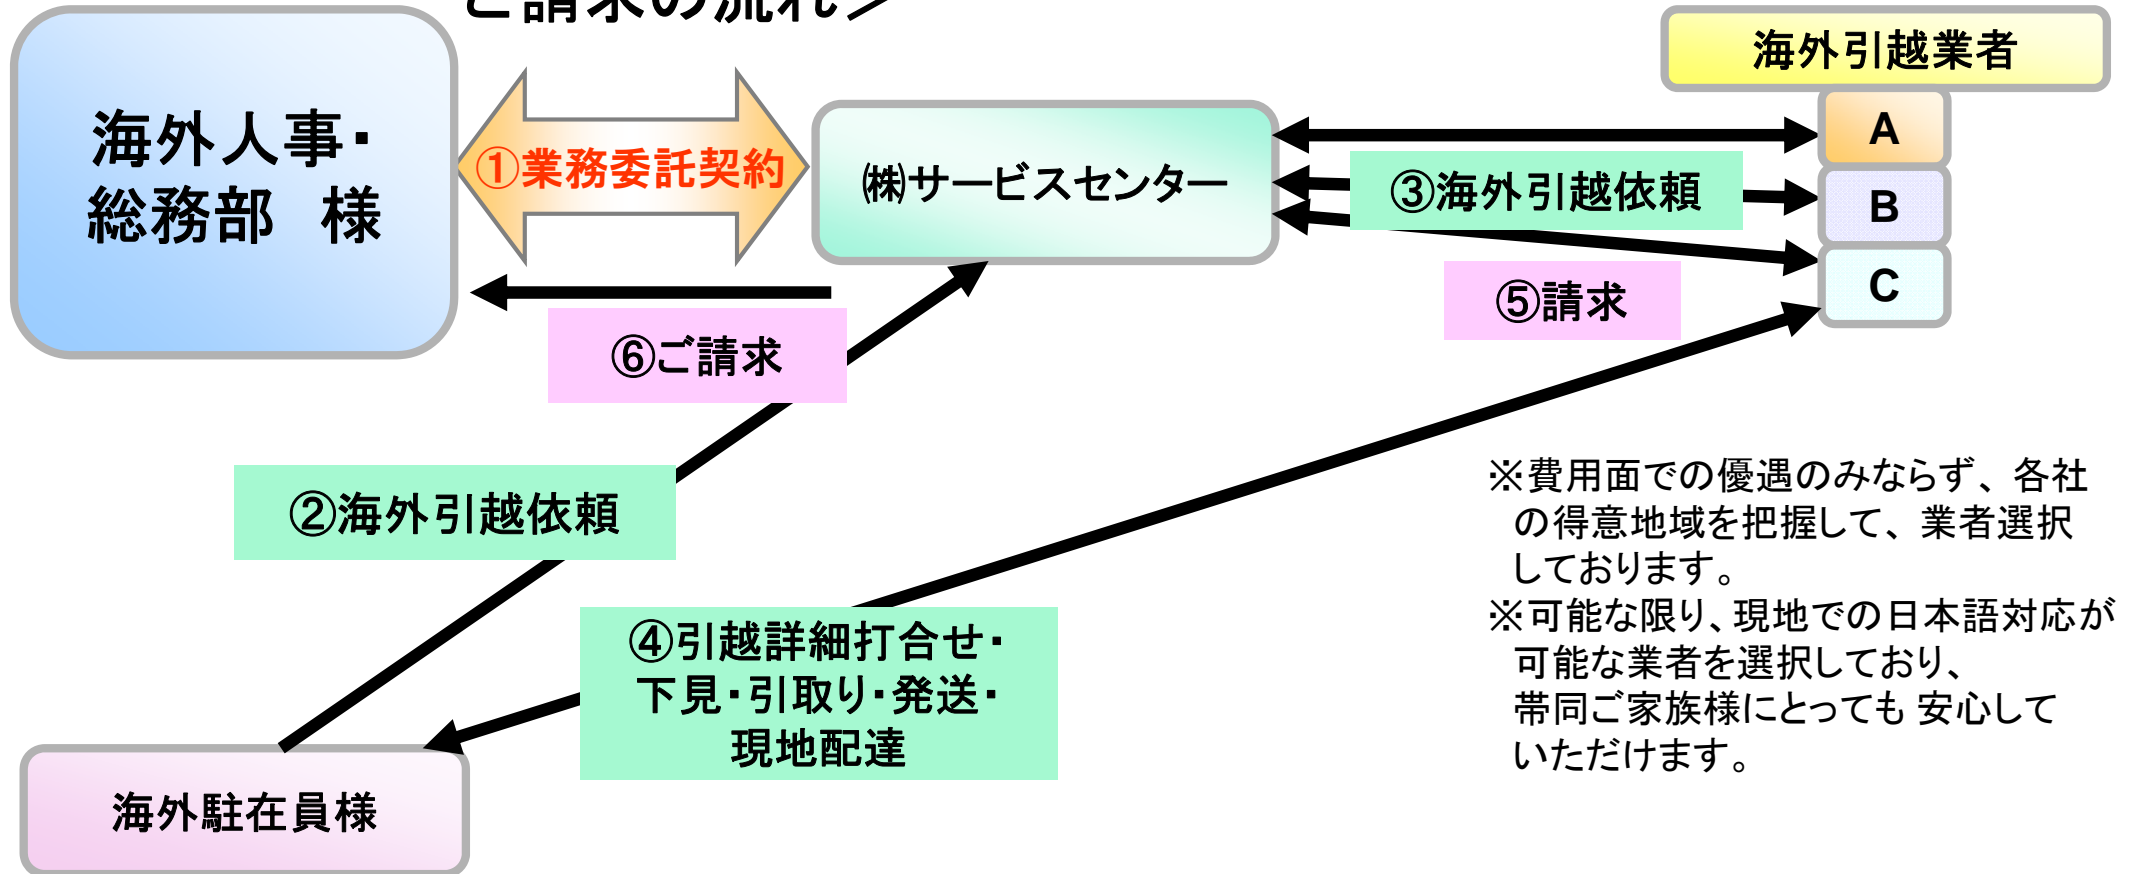 ご請求の流れ＞
海外引越業者
海外人事・
総務部　様
①業務委託契約
㈱サービスセンター
A
B
C
③海外引越依頼
⑤請求
⑥ご請求
②海外引越依頼
④引越詳細打合せ・
下見・引取り・発送・
現地配達
海外駐在員様
※費用面での優遇のみならず、各社
の得意地域を把握して、業者選択
しております。
※可能な限り、現地での日本語対応が
可能な業者を選択しており、
帯同ご家族様にとっても 安心して
いただけます。